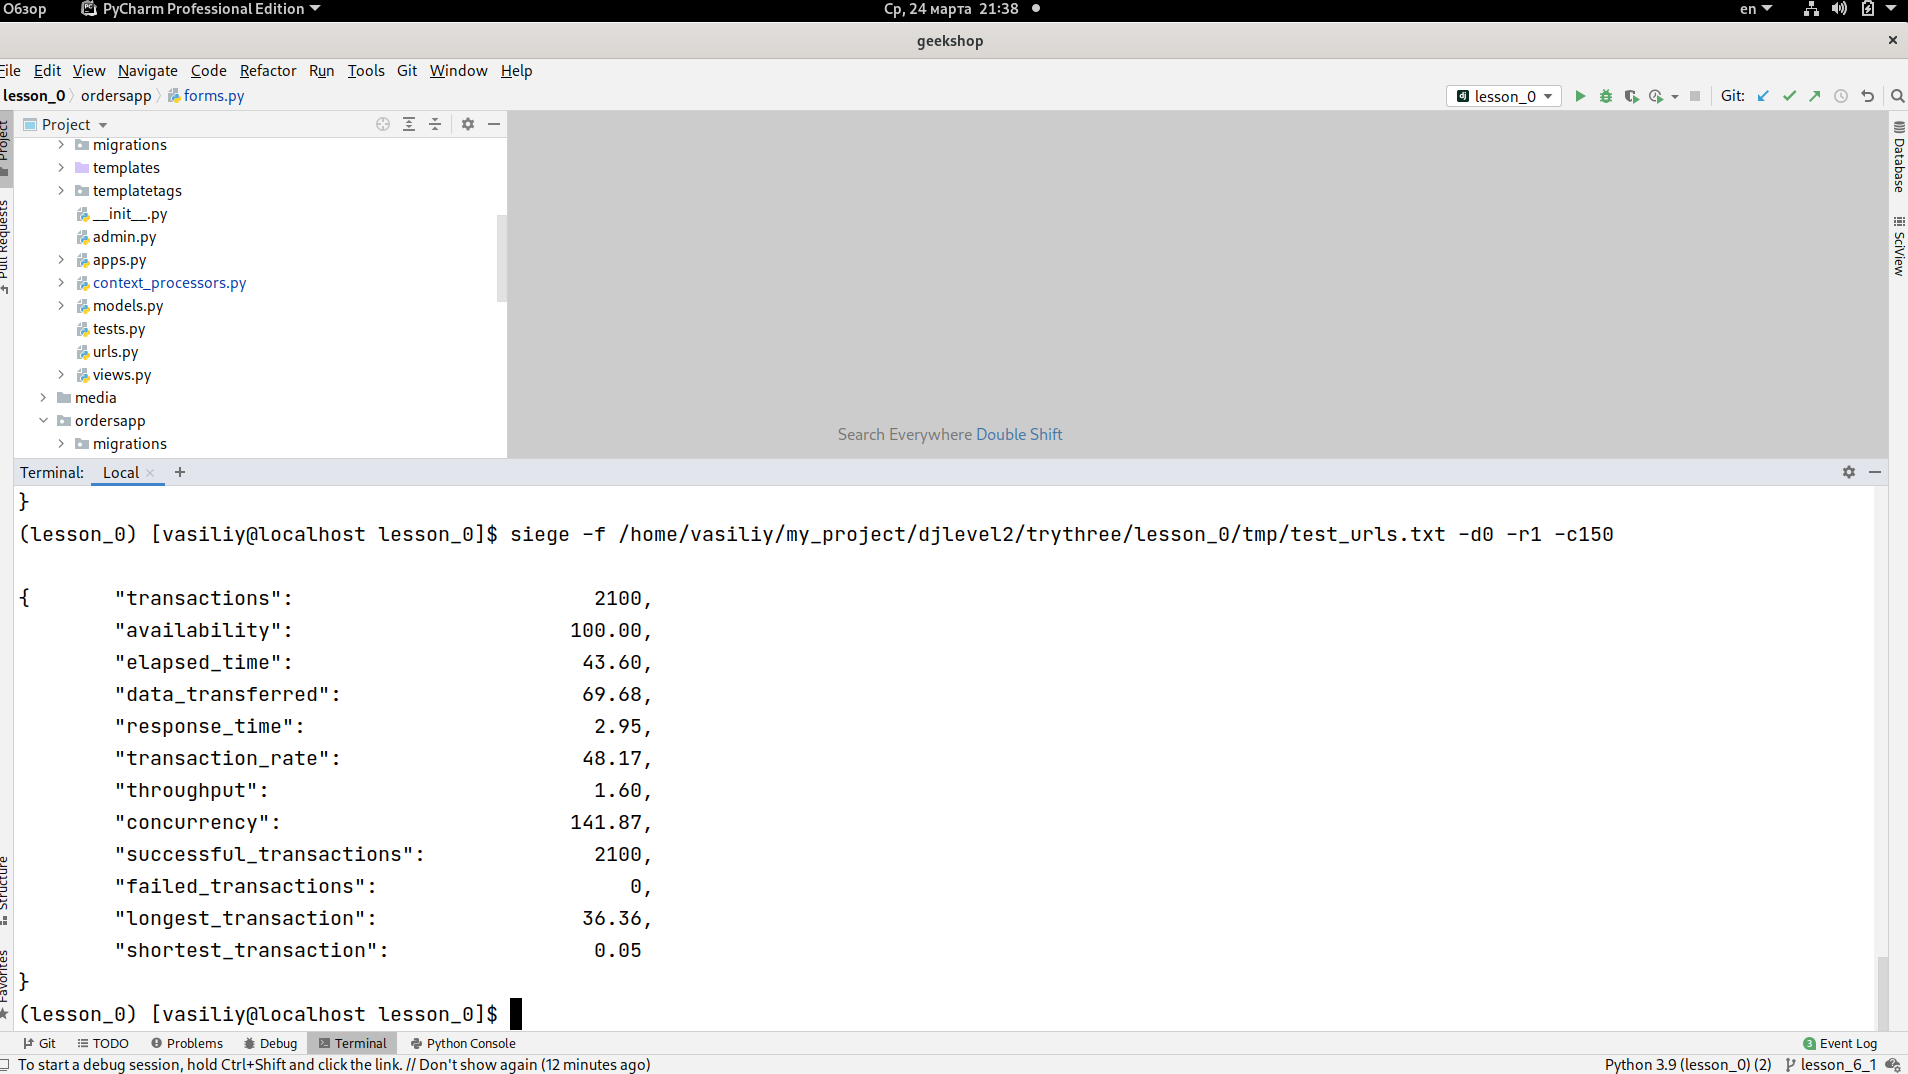 Обзор PyCharm Professional Edition Ср, 24 марта 21:38 en
geekshop
File Edit View Navigate Code Refactor Run Tools Git Window Help
lesson_0 ordersapp forms.py lesson_0 Git:
Project
migrations
templates
templatetags
__init__.py
admin.py
apps.py
context_processors.py
models.py
tests.py
urls.py
views.py
media
ordersapp
migrations
Project
Pull Requests
Structure
Favorites
Database
SciView
Search Everywhere Double Shift
Terminal: Local
}
(lesson_0) [vasiliy@localhost lesson_0]$ siege -f /home/vasiliy/my_project/djlevel2/trythree/lesson_0/tmp/test_urls.txt -d0 -r1 -c150
{ "transactions": 2100,
"availability": 100.00,
"elapsed_time": 43.60,
"data_transferred": 69.68,
"response_time": 2.95,
"transaction_rate": 48.17,
"throughput": 1.60,
"concurrency": 141.87,
"successful_transactions": 2100,
"failed_transactions": 0,
"longest_transaction": 36.36,
"shortest_transaction": 0.05
}
(lesson_0) [vasiliy@localhost lesson_0]$
Git TODO Problems Debug Terminal Python Console 3 Event Log
To start a debug session, hold Ctrl+Shift and click the link. // Don't show again (12 minutes ago) Python 3.9 (lesson_0) (2) lesson_6_1